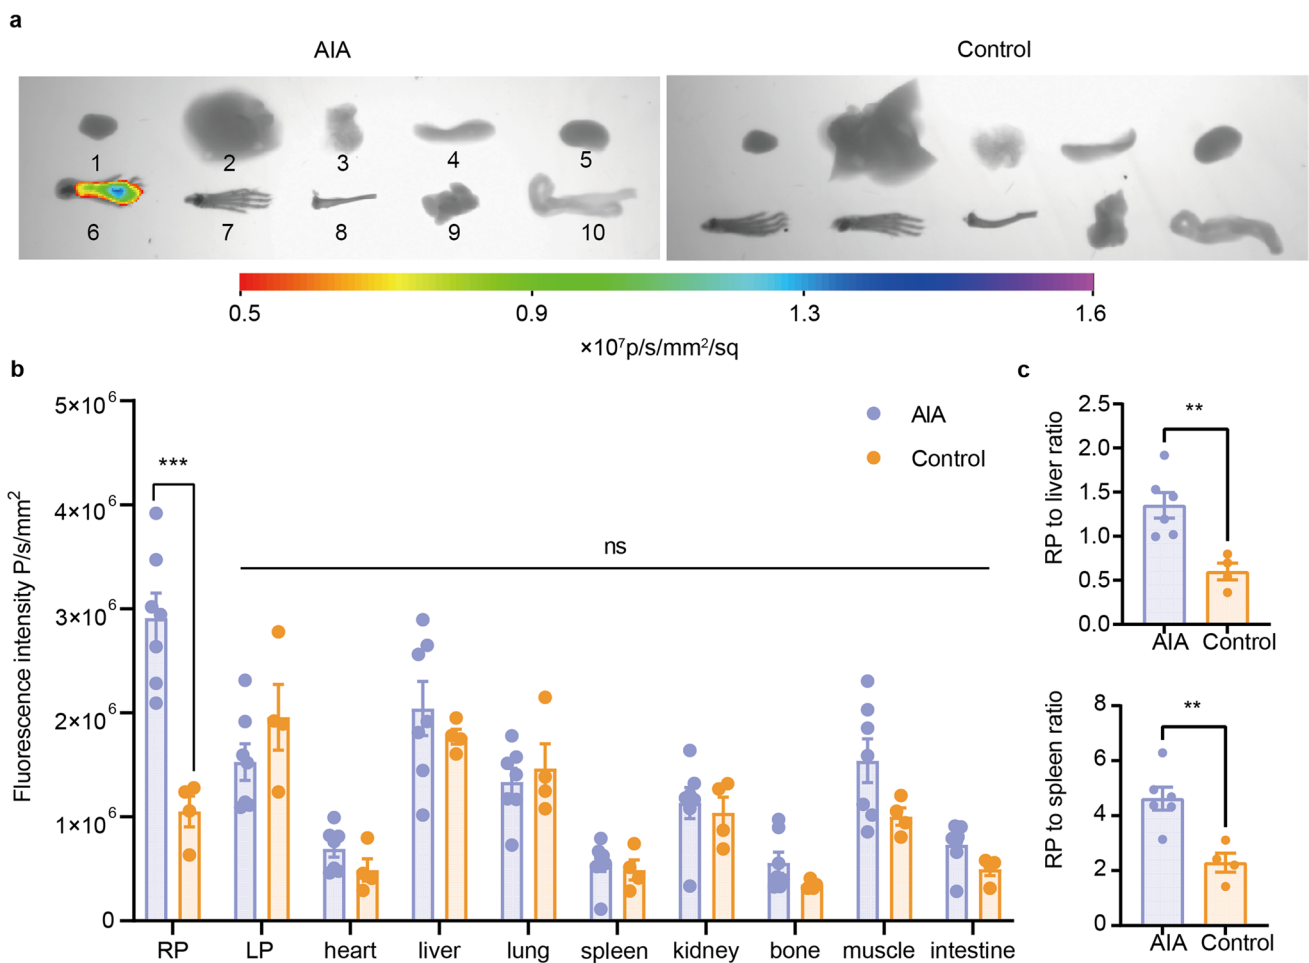 a
AIA
Control
1 2 3 4 5
6 7 8 9 10
0.5 0.9 1.3 1.6
×10⁷p/s/mm²/sq
b
Fluorescence intensity P/s/mm²
5×10⁶
4×10⁶
3×10⁶
2×10⁶
1×10⁶
0
***
ns
AIA
Control
RP LP heart liver lung spleen kidney bone muscle intestine
c
RP to liver ratio
2.5
2.0
1.5
1.0
0.5
0.0
**
AIA Control
RP to spleen ratio
8
6
4
2
0
**
AIA Control